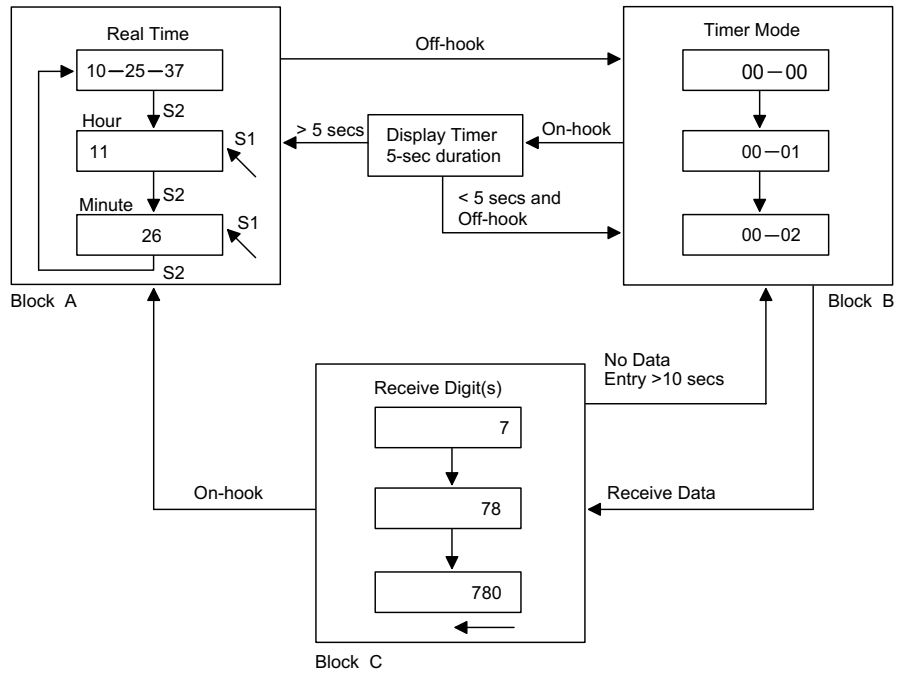 Real Time
10–25–37
S2
Hour
11
S1
S2
Minute
26
S1
S2
Block A
Off-hook
> 5 secs
Display Timer
5-sec duration
On-hook
< 5 secs and
Off-hook
Timer Mode
00–00
00–01
00–02
Block B
No Data
Entry >10 secs
Receive Data
On-hook
Receive Digit(s)
7
78
780
Block C